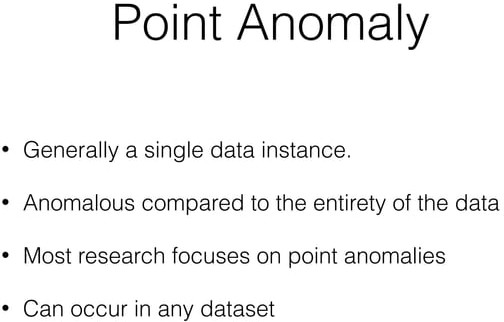 Point Anomaly
• Generally a single data instance.
• Anomalous compared to the entirety of the data
• Most research focuses on point anomalies
• Can occur in any dataset